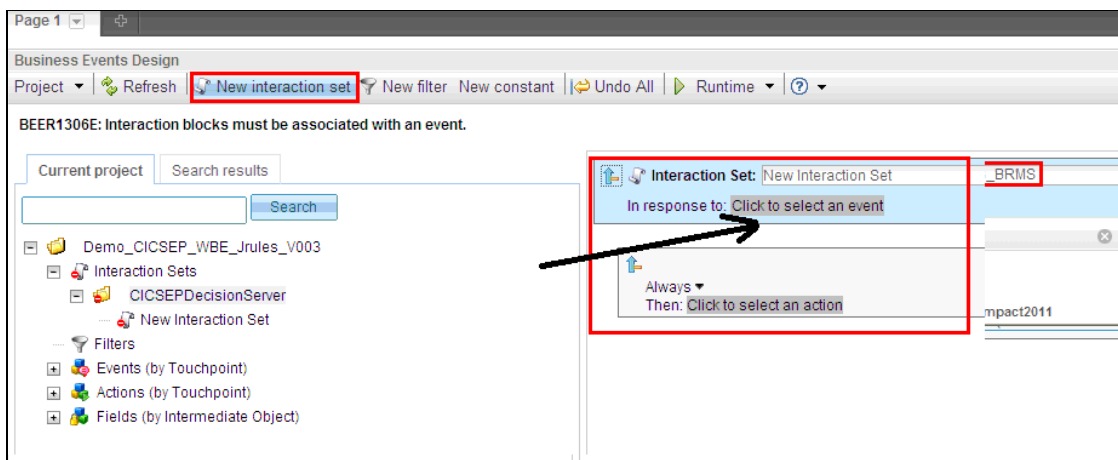 Page 1
Business Events Design
Project Refresh New interaction set New filter New constant Undo All Runtime ?
BEER1306E: Interaction blocks must be associated with an event.
Current project Search results
Search
Demo_CICSEP_WBE_Jrules_V003
Interaction Sets
CICSEPDecisionServer
New Interaction Set
Filters
Events (by Touchpoint)
Actions (by Touchpoint)
Fields (by Intermediate Object)
Interaction Set: New Interaction Set _BRMS
In response to: Click to select an event
Always
Then: Click to select an action
mpact2011